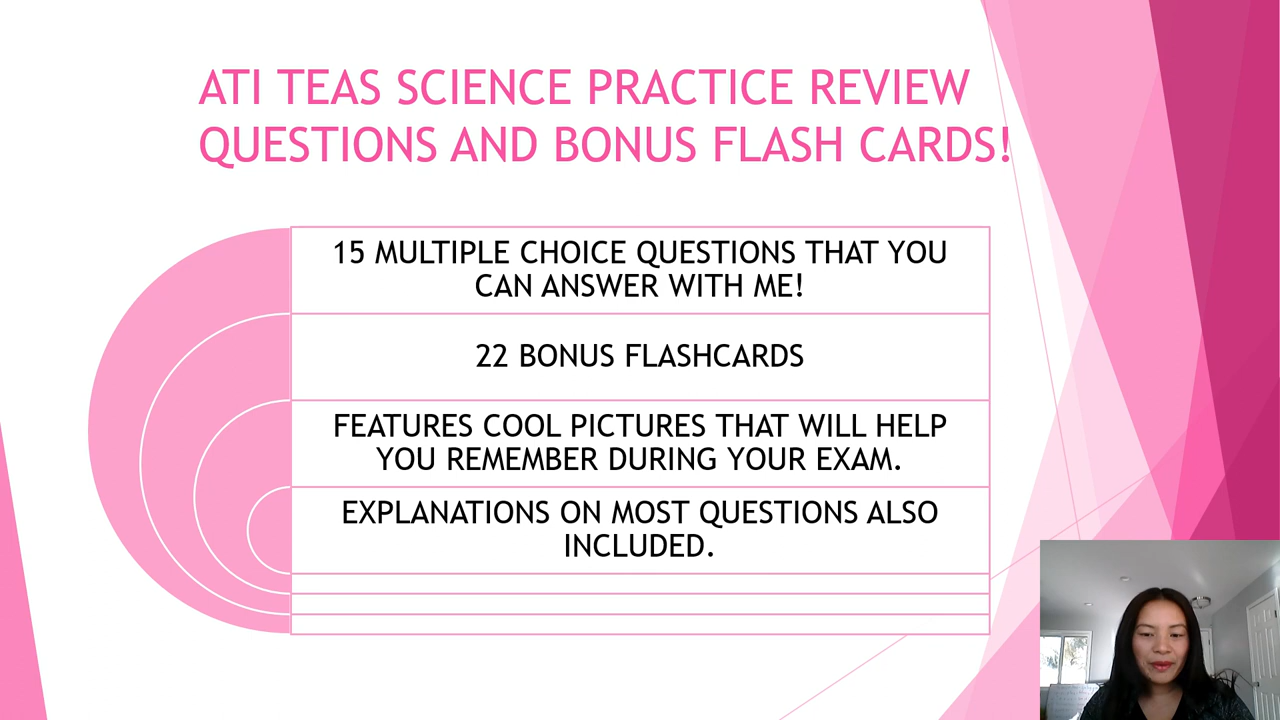 ATI TEAS SCIENCE PRACTICE REVIEW
QUESTIONS AND BONUS FLASH CARDS!
15 MULTIPLE CHOICE QUESTIONS THAT YOU
CAN ANSWER WITH ME!
22 BONUS FLASHCARDS
FEATURES COOL PICTURES THAT WILL HELP
YOU REMEMBER DURING YOUR EXAM.
EXPLANATIONS ON MOST QUESTIONS ALSO
INCLUDED.